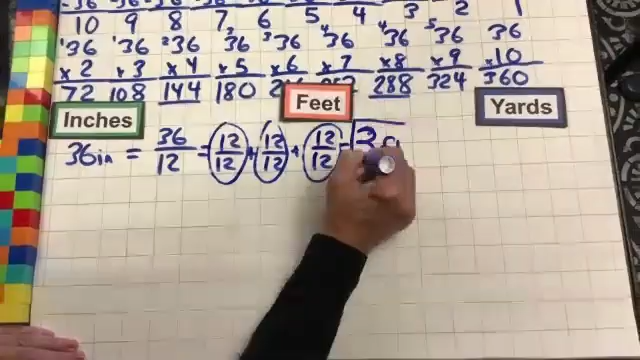 10 9 8 7 6 5 4 3 2 1
36 36 36 36 36 36 36 36 36
x 2 x 3 x 4 x 5 x 6 x 7 x 8 x 9 x 10
72 108 144 180 288 324 360
Inches Feet Yards
36in = 36/12 = 12/12 + 12/12 + 12/12 = 3